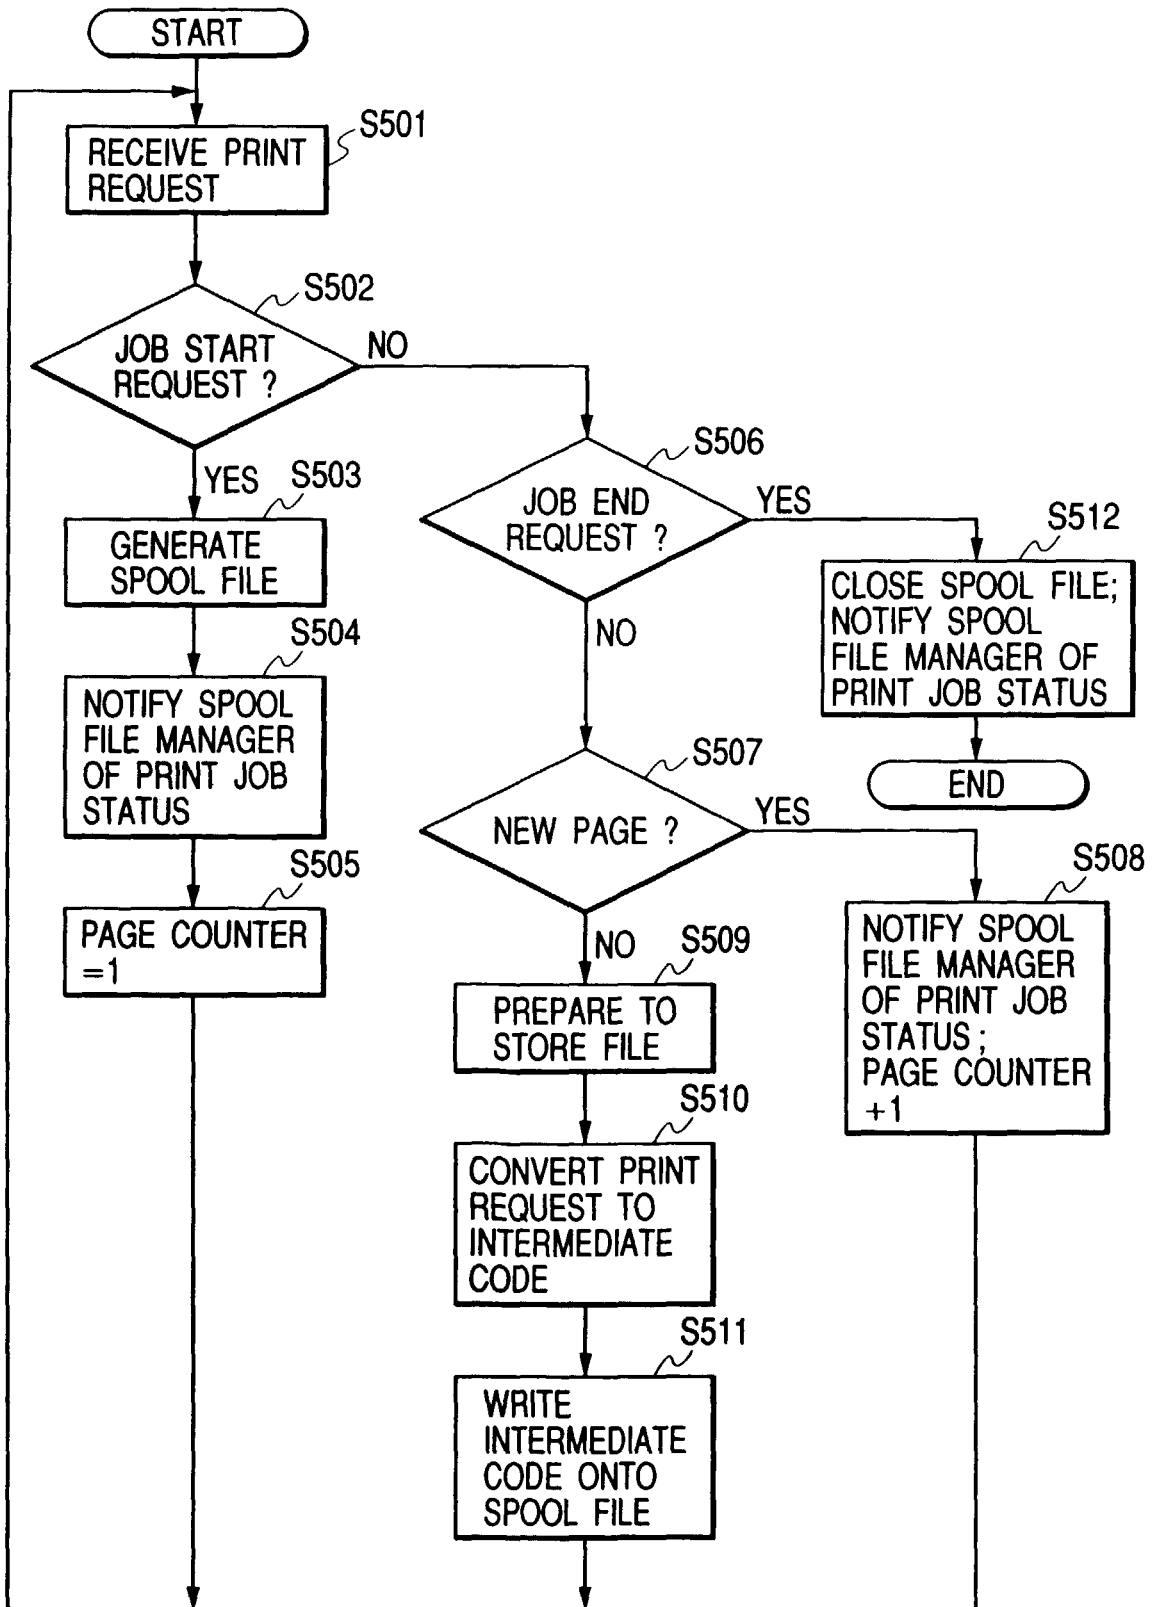 START
S501
RECEIVE PRINT
REQUEST
S502
JOB START
REQUEST ?
NO
YES
S503
GENERATE
SPOOL FILE
S504
NOTIFY SPOOL
FILE MANAGER
OF PRINT JOB
STATUS
S505
PAGE COUNTER
=1
S506
JOB END
REQUEST ?
YES
NO
S512
CLOSE SPOOL FILE;
NOTIFY SPOOL
FILE MANAGER OF
PRINT JOB STATUS
END
S507
NEW PAGE ?
YES
NO
S508
NOTIFY SPOOL
FILE MANAGER
OF PRINT JOB
STATUS ;
PAGE COUNTER
+1
S509
PREPARE TO
STORE FILE
S510
CONVERT PRINT
REQUEST TO
INTERMEDIATE
CODE
S511
WRITE
INTERMEDIATE
CODE ONTO
SPOOL FILE